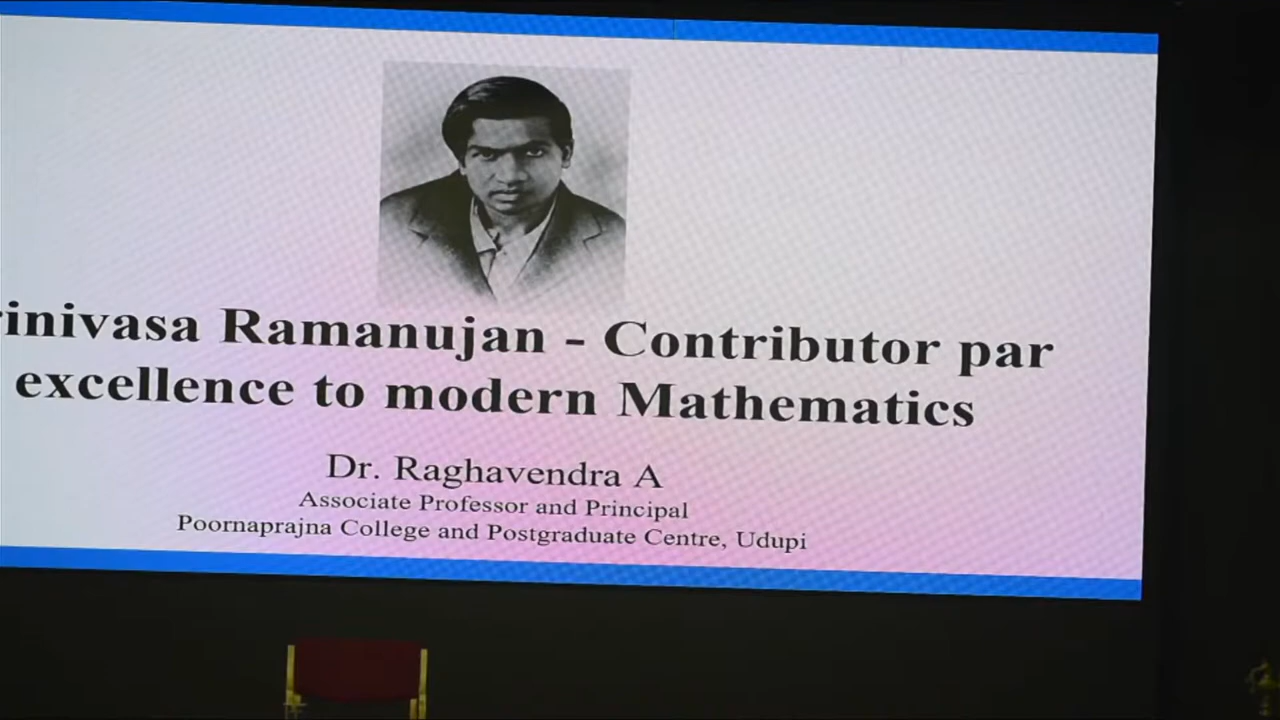 rinivasa Ramanujan - Contributor par
excellence to modern Mathematics
Dr. Raghavendra A
Associate Professor and Principal
Poornaprajna College and Postgraduate Centre, Udupi